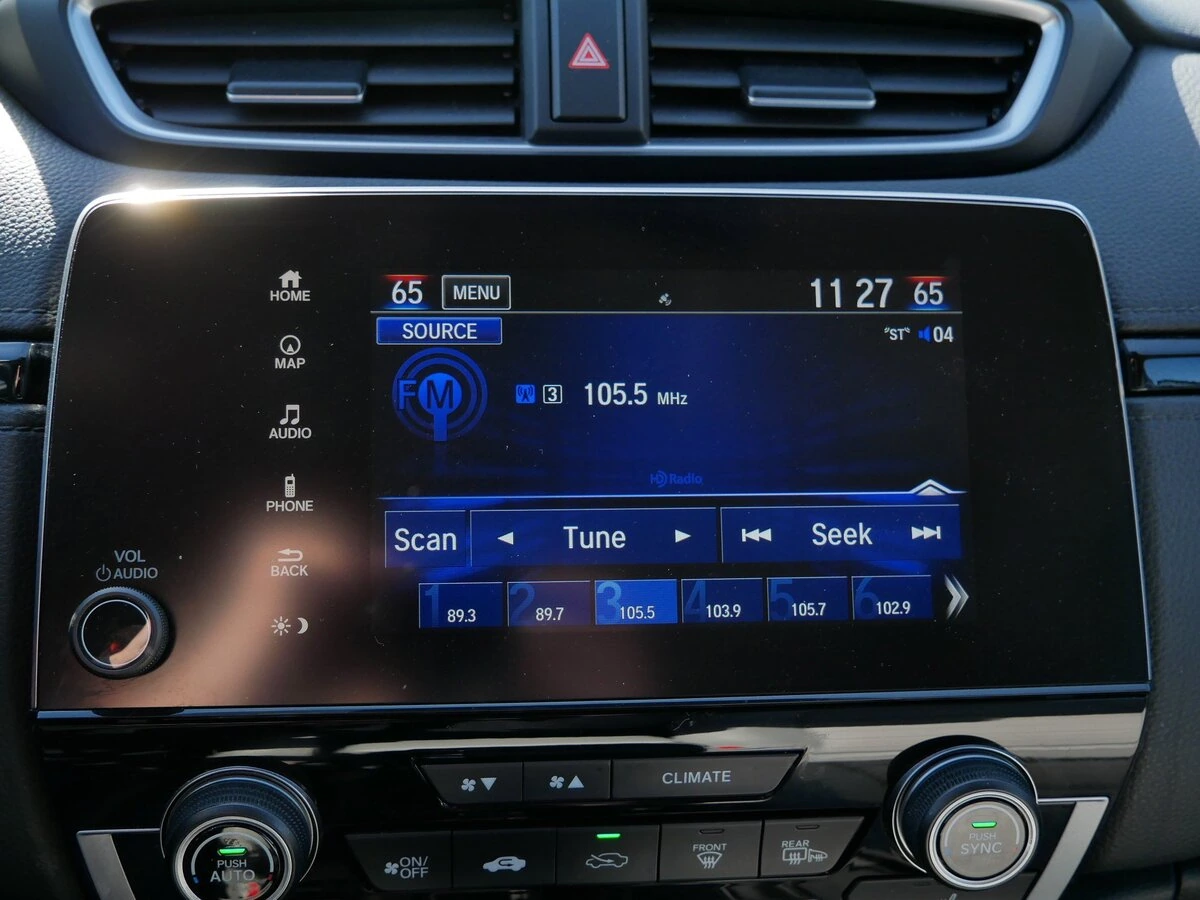 65 MENU 11 27 65
SOURCE "ST" 04
FM 3 105.5 MHz
HD Radio
Scan Tune Seek
1 89.3 2 89.7 3 105.5 4 103.9 5 105.7 6 102.9
HOME
MAP
AUDIO
PHONE
BACK
VOL
AUDIO
CLIMATE
PUSH
AUTO
ON/
OFF
FRONT
REAR
PUSH
SYNC